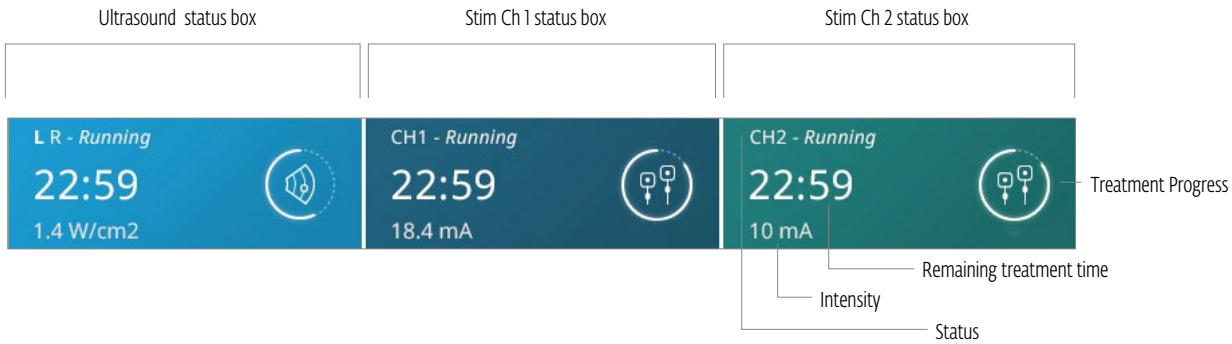 Ultrasound status box
Stim Ch 1 status box
Stim Ch 2 status box
L R - Running
22:59
1.4 W/cm2
CH1 - Running
22:59
18.4 mA
CH2 - Running
22:59
10 mA
Treatment Progress
Remaining treatment time
Intensity
Status